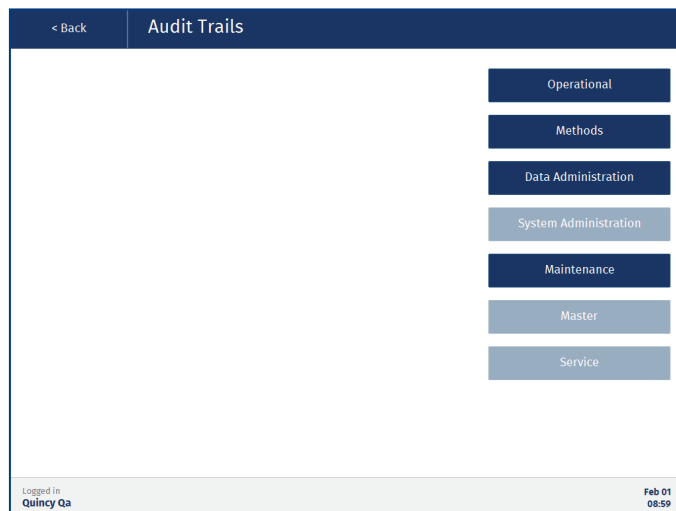 < Back
Audit Trails
Operational
Methods
Data Administration
System Administration
Maintenance
Master
Service
Logged in
Quincy Qa
Feb 01
08:59